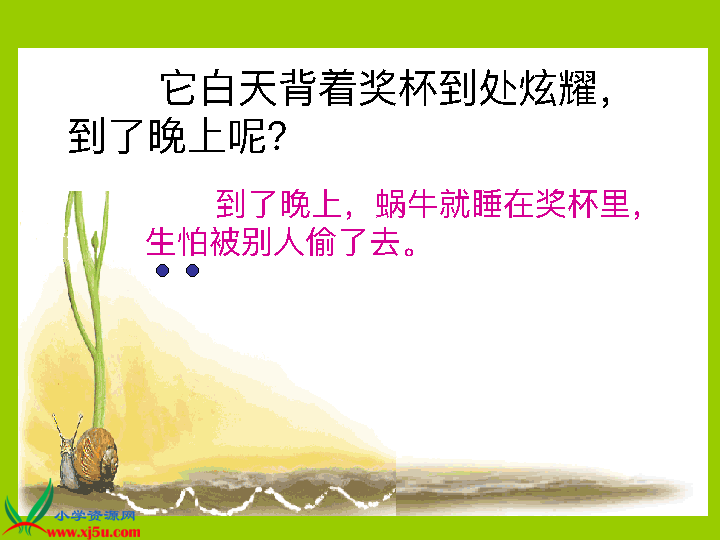 它白天背着奖杯到处炫耀，
到了晚上呢？
到了晚上，蜗牛就睡在奖杯里，
生怕被别人偷了去。
小学资源网
www.xj5u.com